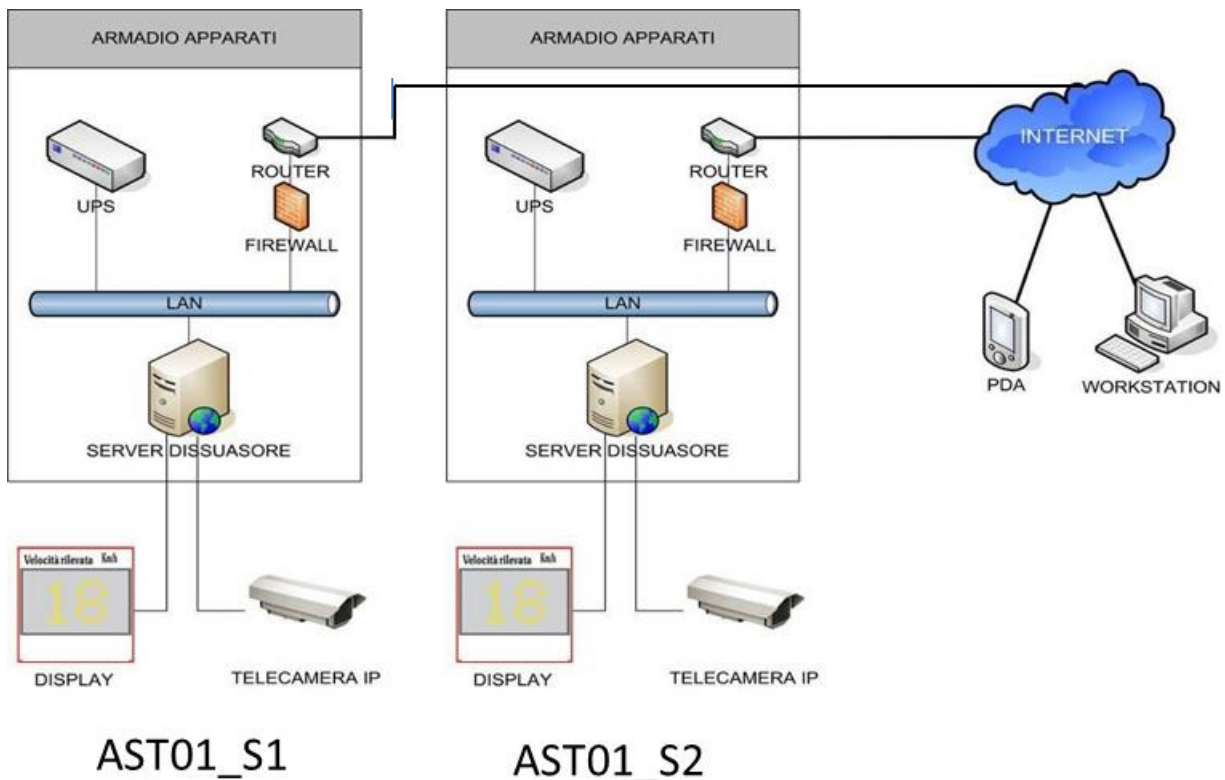 ARMADIO APPARATI
UPS
ROUTER
FIREWALL
LAN
SERVER DISSUASORE
Velocità rilevata Km/h
18
DISPLAY
TELECAMERA IP
AST01_S1
ARMADIO APPARATI
UPS
ROUTER
FIREWALL
LAN
SERVER DISSUASORE
Velocità rilevata Km/h
18
DISPLAY
TELECAMERA IP
AST01_S2
INTERNET
PDA
WORKSTATION